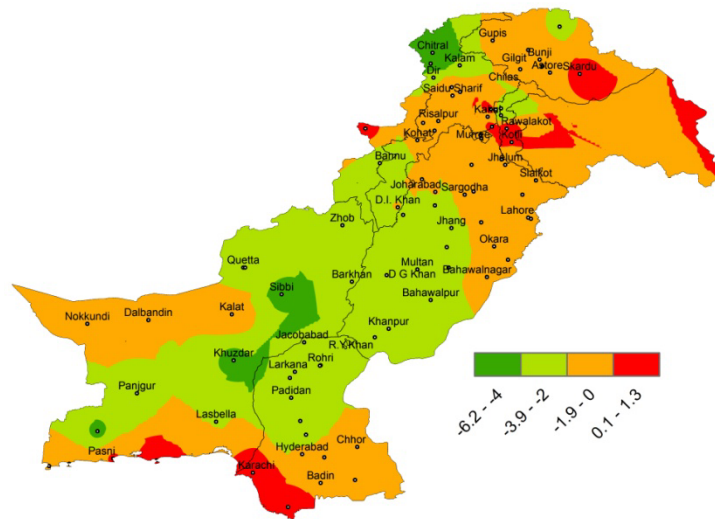 Gupis
Chitral
Bunji
Gilgit
Kalam
Astore
Dir
Skardu
Chilas
Saidu Sharif
Kakul
Risalpur
Rawalakot
Kohat
Murree
Kotli
Bannu
Jhelum
Sialkot
Joharabad
Sargodha
D.I. Khan
Lahore
Zhob
Jhang
Okara
Quetta
Multan
D G Khan
Bahawalnagar
Barkhan
Sibbi
Bahawalpur
Kalat
Dalbandin
Nokkundi
Khanpur
Jacobabad
R.Y.Khan
Khuzdar
Rohri
Larkana
Panjgur
Padidan
Lasbella
Chhor
Pasni
Hyderabad
Karachi
Badin
-6.2 - -4
-3.9 - -2
-1.9 - 0
0.1 - 1.3